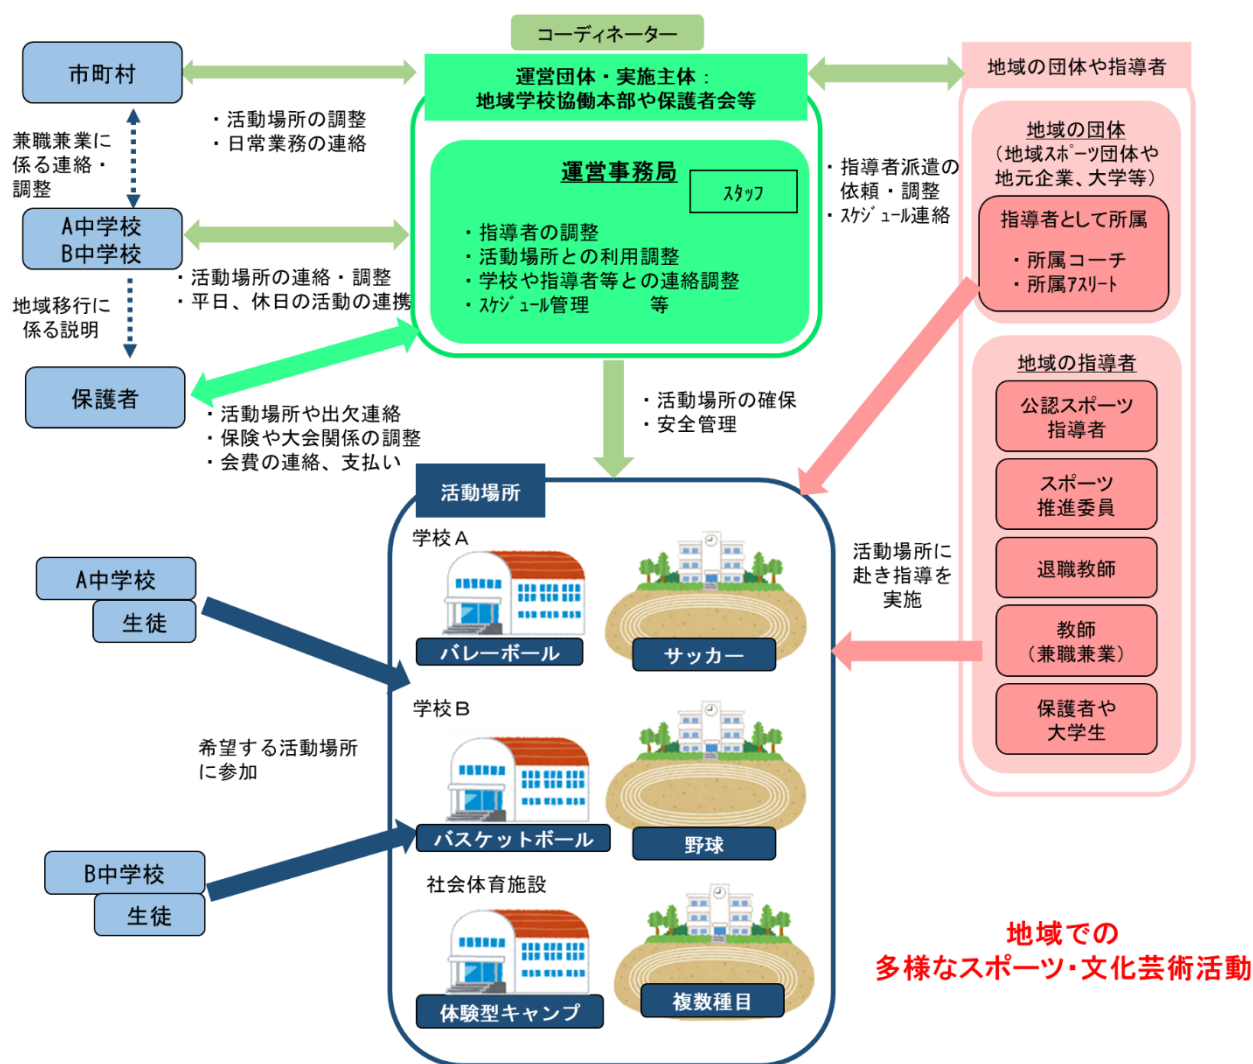 コーディネーター
市町村
運営団体・実施主体：
地域学校協働本部や保護者会等
地域の団体や指導者
・活動場所の調整
・日常業務の連絡
兼職兼業に
係る連絡・
調整
運営事務局
スタッフ
・指導者の調整
・活動場所との利用調整
・学校や指導者等との連絡調整
・ｽｹｼﾞｭｰﾙ管理　　　等
・指導者派遣の
依頼・調整
・ｽｹｼﾞｭｰﾙ連絡
地域の団体
（地域ｽﾎﾟｰﾂ団体や
地元企業、大学等）
指導者として所属
・所属コーチ
・所属ｱｽﾘｰﾄ
A中学校
B中学校
・活動場所の連絡・調整
・平日、休日の活動の連携
地域移行に
係る説明
保護者
・活動場所や出欠連絡
・保険や大会関係の調整
・会費の連絡、支払い
・活動場所の確保
・安全管理
地域の指導者
公認スポーツ
指導者
スポーツ
推進委員
退職教師
教師
（兼職兼業）
保護者や
大学生
活動場所に
赴き指導を
実施
活動場所
学校A
バレーボール
サッカー
学校B
バスケットボール
野球
社会体育施設
体験型キャンプ
複数種目
A中学校
生徒
希望する活動場所
に参加
B中学校
生徒
地域での
多様なスポーツ・文化芸術活動